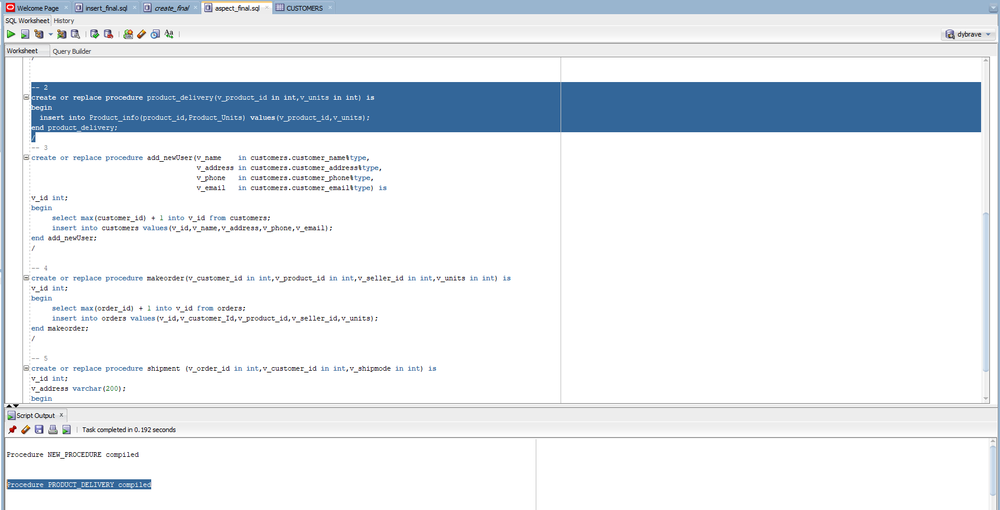 Welcome Page × insert_final.sql × create_final × aspect_final.sql × CUSTOMERS ×
SQL Worksheet History
dybrave
Worksheet Query Builder
/
-- 2
create or replace procedure product_delivery(v_product_id in int,v_units in int) is
begin
insert into Product_info(product_id,Product_Units) values(v_product_id,v_units);
end product_delivery;
/
-- 3
create or replace procedure add_newUser(v_name in customers.customer_name%type,
v_address in customers.customer_address%type,
v_phone in customers.customer_phone%type,
v_email in customers.customer_email%type) is
v_id int;
begin
select max(customer_id) + 1 into v_id from customers;
insert into customers values(v_id,v_name,v_address,v_phone,v_email);
end add_newUser;
/
-- 4
create or replace procedure makeorder(v_customer_id in int,v_product_id in int,v_seller_id in int,v_units in int) is
v_id int;
begin
select max(order_id) + 1 into v_id from orders;
insert into orders values(v_id,v_customer_Id,v_product_id,v_seller_id,v_units);
end makeorder;
/
-- 5
create or replace procedure shipment (v_order_id in int,v_customer_id in int,v_shipmode in int) is
v_id int;
v_address varchar(200);
begin
Script Output ×
Task completed in 0.192 seconds
Procedure NEW_PROCEDURE compiled
Procedure PRODUCT_DELIVERY compiled